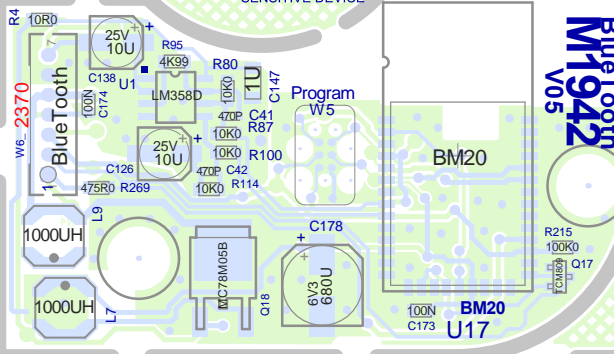 SENSITIVE DEVICE
R4
10R0
25V
10U
+
C138
U1
R95
4K99
LM358D
R80
10K0
1U
C147
470P
C41
10K0
R87
10K0
R100
470P
C42
10K0
R114
Program
W5
BlueTooth
M1942
V05
7
BlueTooth
1
W6_
2370
100N
C174
25V
10U
+
C126
475R0
R269
BM20
1000UH
L9
1000UH
L7
MC78M05B
Q18
C178
+
6V3
680U
R215
100K0
TCM809
Q17
100N
C173
BM20
U17